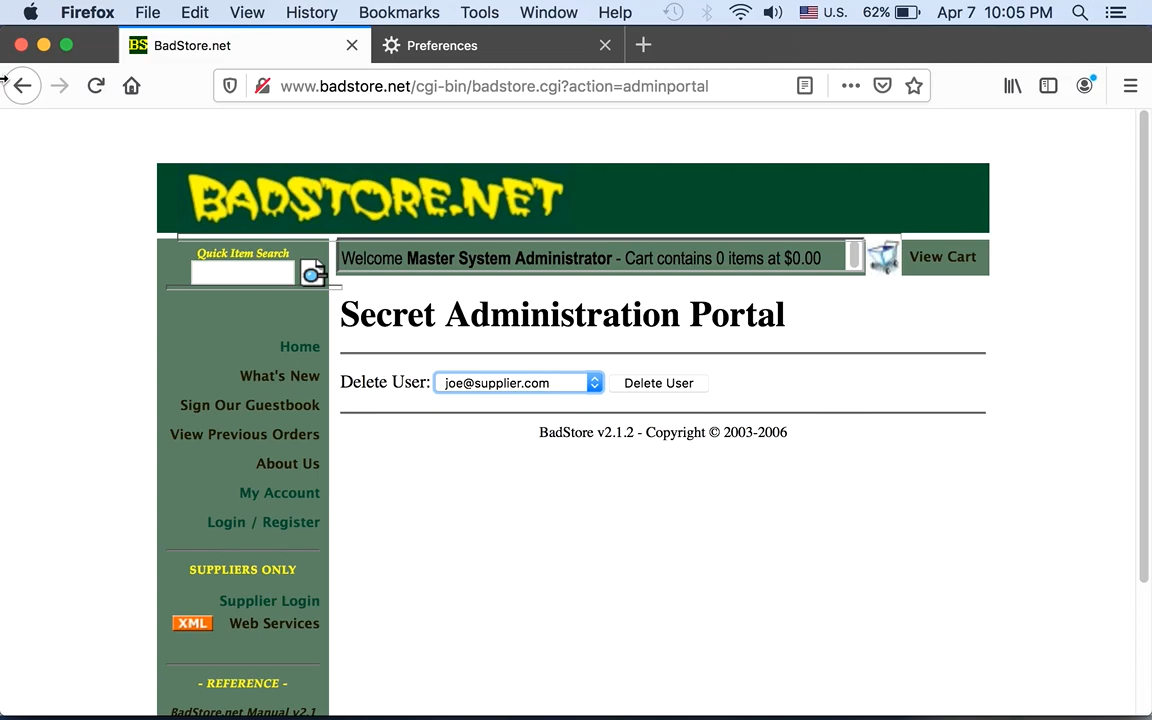 Firefox File Edit View History Bookmarks Tools Window Help U.S. 62% Apr 7 10:05 PM
BS BadStore.net Preferences
www.badstore.net/cgi-bin/badstore.cgi?action=adminportal
BADSTORE.NET
Quick Item Search
Welcome Master System Administrator - Cart contains 0 items at $0.00
View Cart
Secret Administration Portal
Delete User: joe@supplier.com Delete User
BadStore v2.1.2 - Copyright © 2003-2006
Home
What's New
Sign Our Guestbook
View Previous Orders
About Us
My Account
Login / Register
SUPPLIERS ONLY
Supplier Login
XML Web Services
- REFERENCE -
BadStore.net Manual v2.1